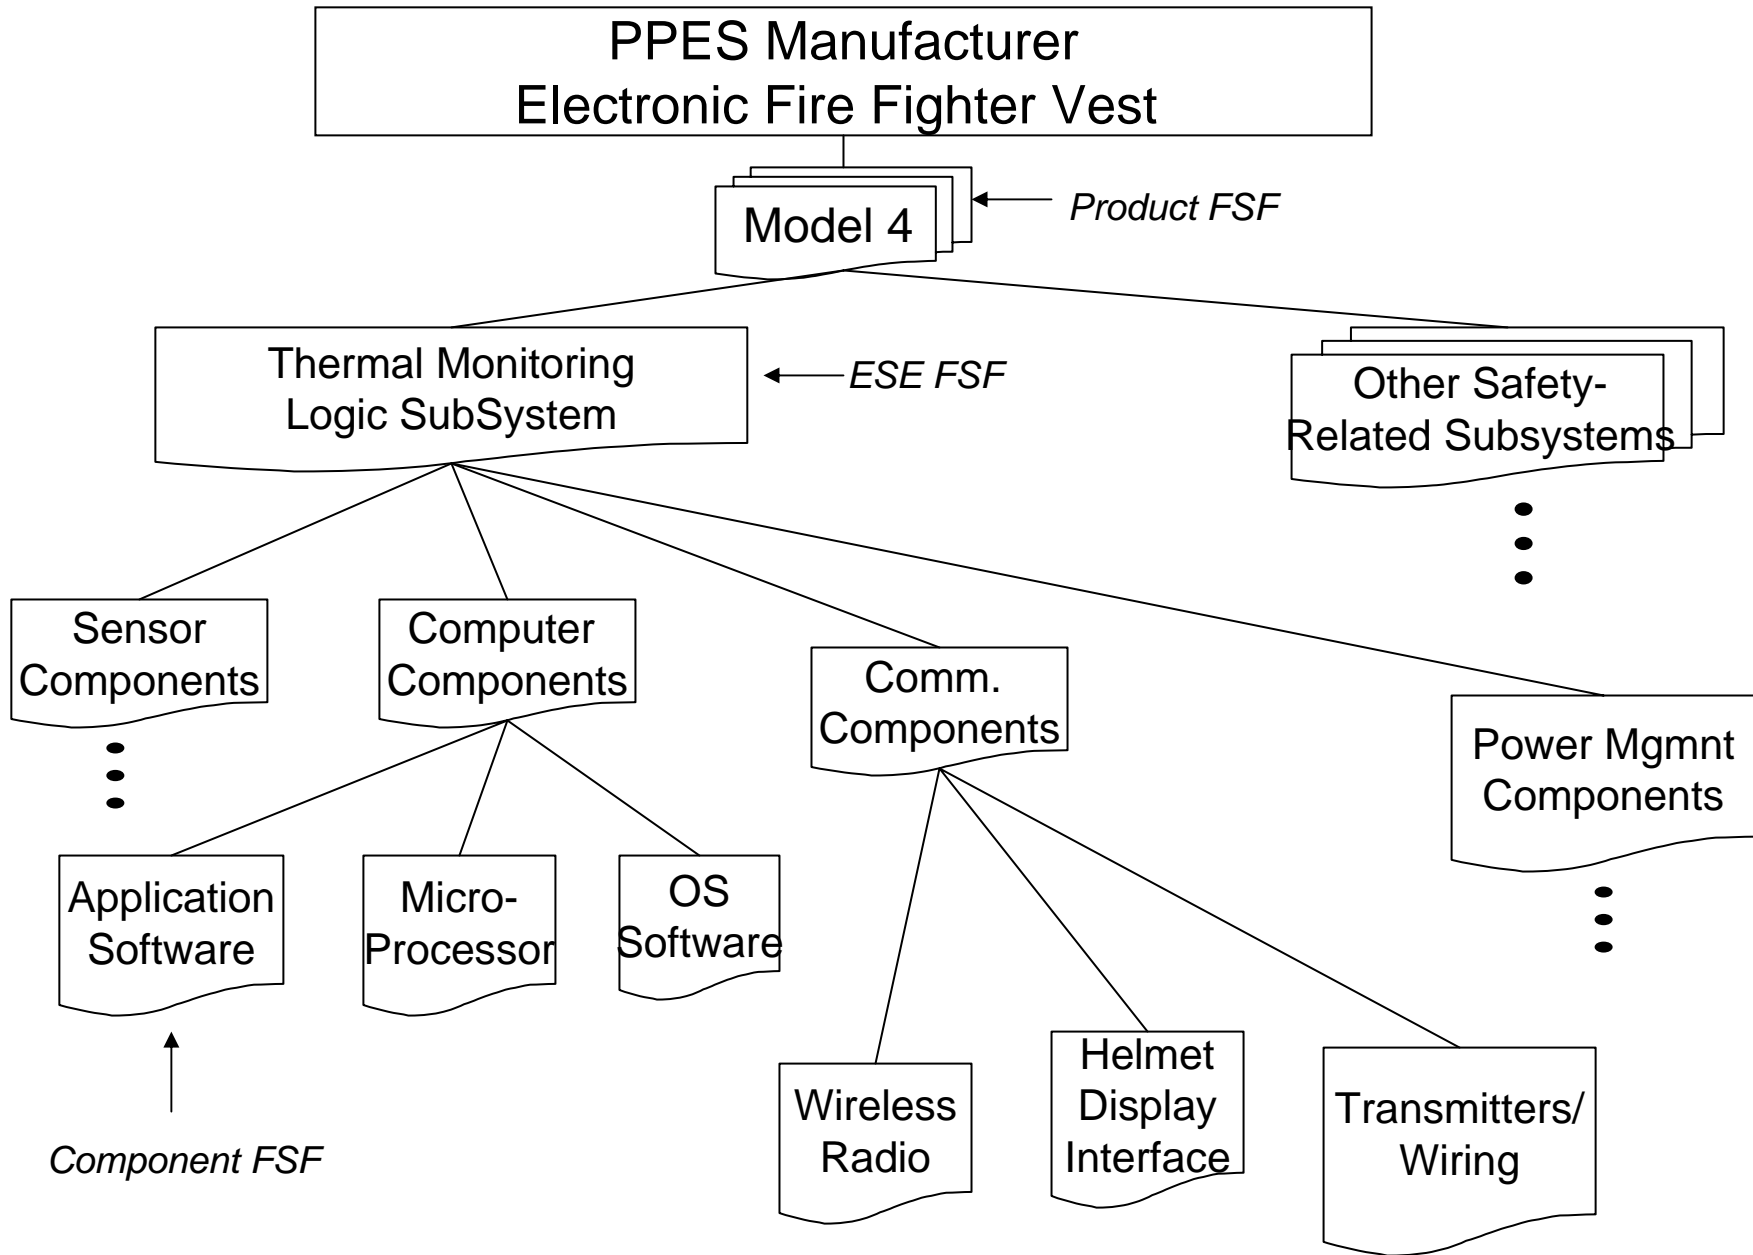 PPES Manufacturer
Electronic Fire Fighter Vest
Model 4
Product FSF
Thermal Monitoring
Logic SubSystem
ESE FSF
Other Safety-
Related Subsystems
Sensor
Components
Computer
Components
Comm.
Components
Power Mgmnt
Components
Application
Software
Micro-
Processor
OS
Software
Wireless
Radio
Helmet
Display
Interface
Transmitters/
Wiring
Component FSF